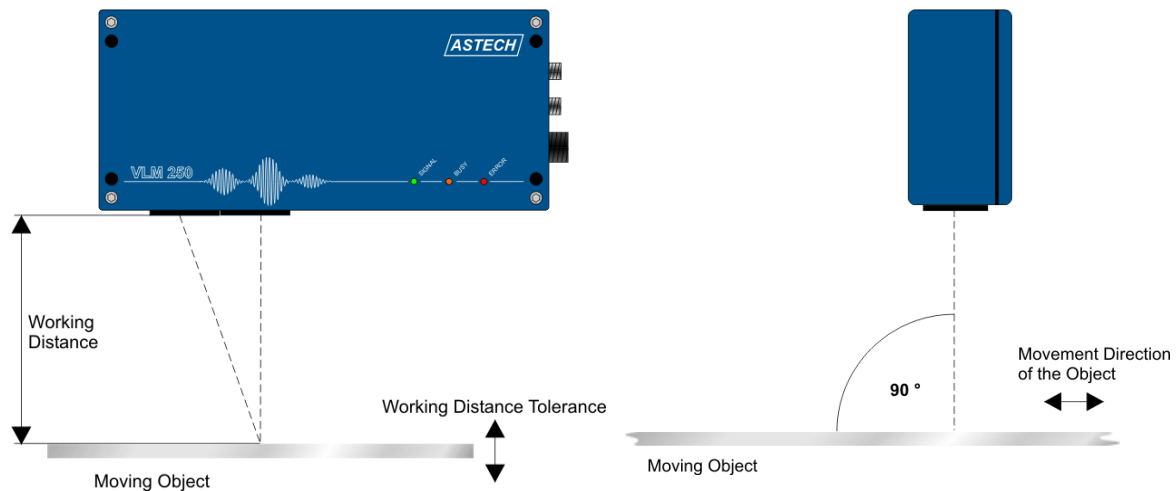 ASTECH
VLM 250
SIGNAL
BUSY
ERROR
Working
Distance
Working Distance Tolerance
Moving Object
90 °
Movement Direction
of the Object
Moving Object